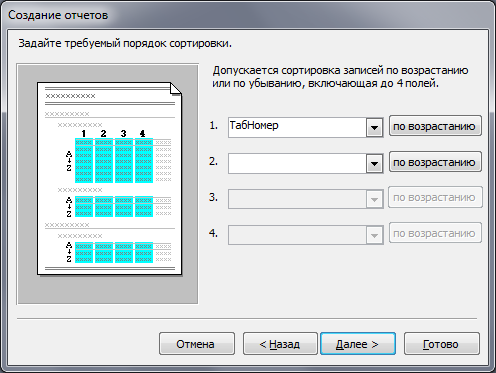 Создание отчетов
Задайте требуемый порядок сортировки.
Допускается сортировка записей по возрастанию
или по убыванию, включающая до 4 полей.
1 2 3 4
A
Z
A
Z
A
Z
1. ТабНомер по возрастанию
2. по возрастанию
3. по возрастанию
4. по возрастанию
Отмена < Назад Далее > Готово